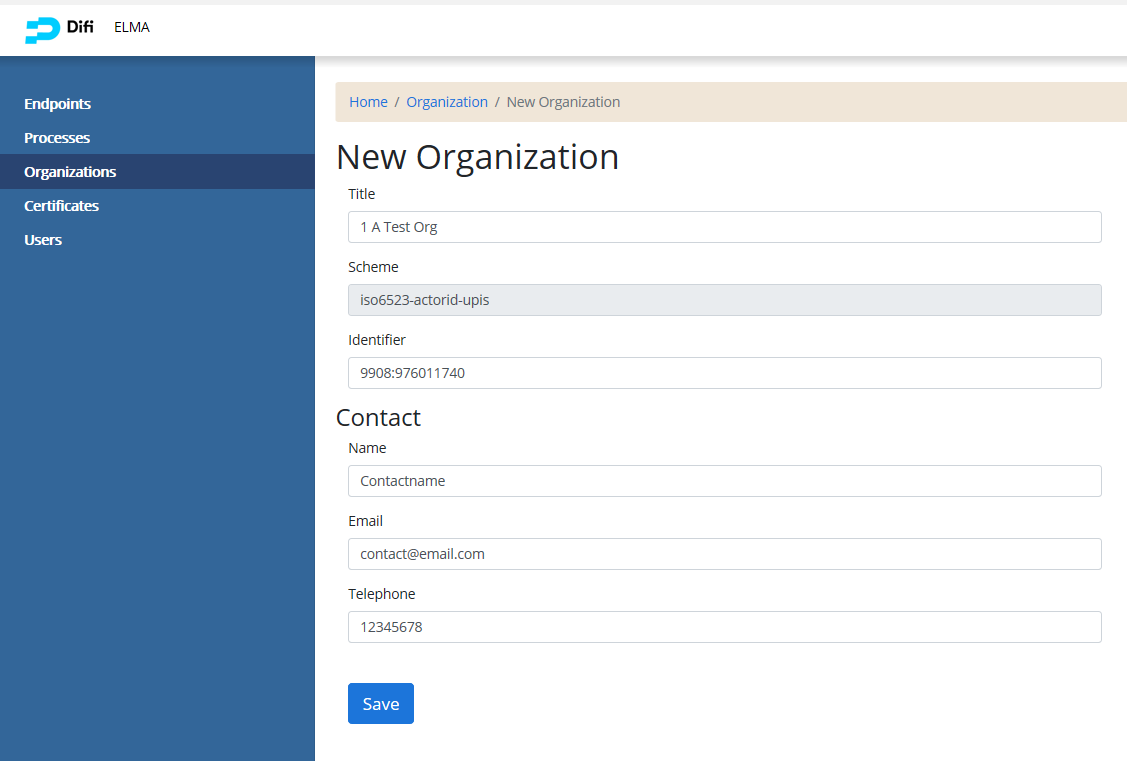 Difi ELMA
Endpoints
Processes
Organizations
Certificates
Users
Home / Organization / New Organization
New Organization
Title
1 A Test Org
Scheme
iso6523-actorid-upis
Identifier
9908:976011740
Contact
Name
Contactname
Email
contact@email.com
Telephone
12345678
Save